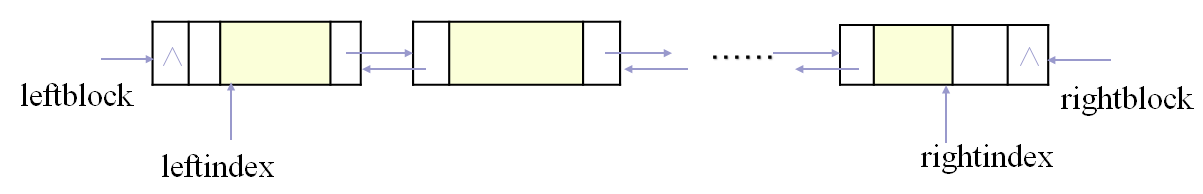 ∧ ...... ∧
leftblock
rightblock
leftindex
rightindex